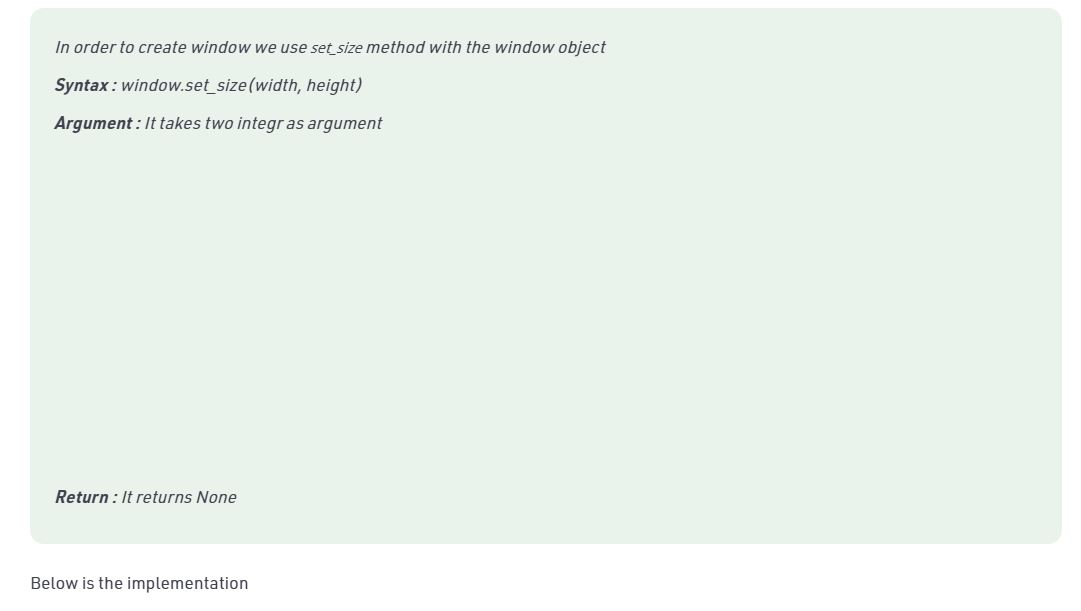 In order to create window we use set_size method with the window object
Syntax : window.set_size(width, height)
Argument : It takes two integr as argument
Return : It returns None
Below is the implementation